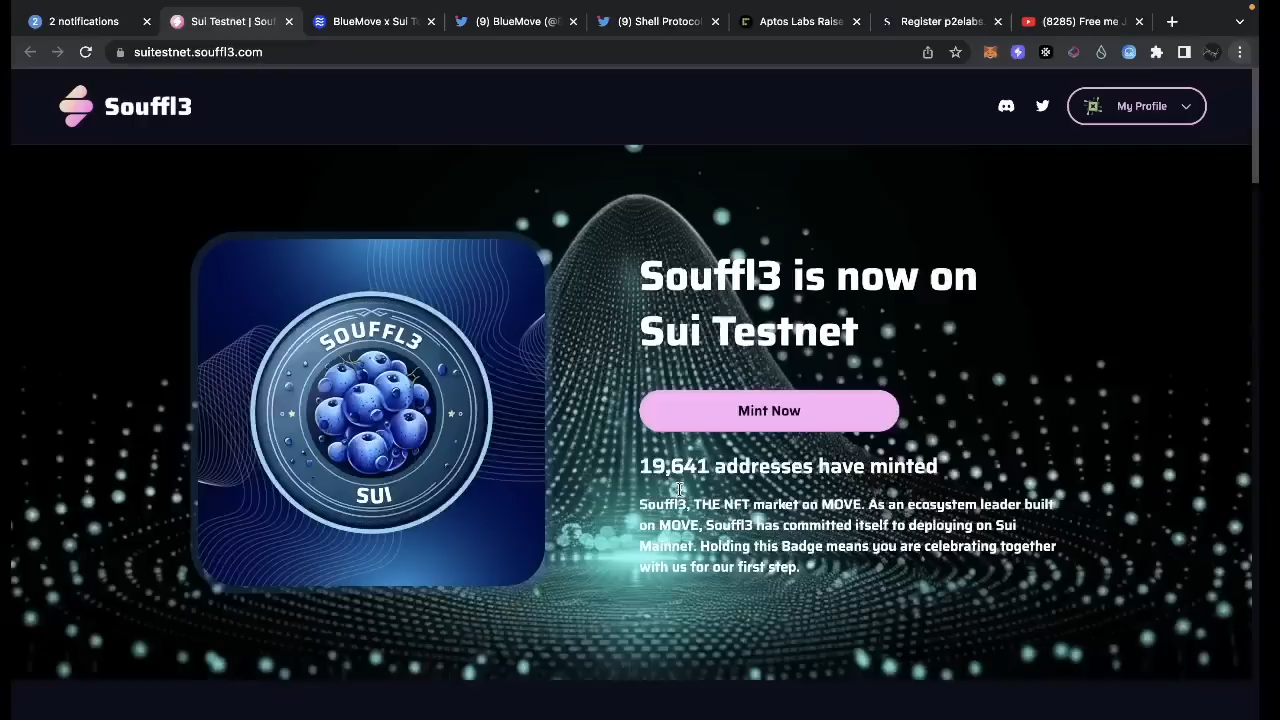 2 notifications
Sui Testnet | Souf
BlueMove x Sui T
(9) BlueMove (@
(9) Shell Protoco
Aptos Labs Raise
Register p2elabs.
(8285) Free me J
suitestnet.souffl3.com
Souffl3
My Profile
SOUFFL3
SUI
Souffl3 is now on
Sui Testnet
Mint Now
19,641 addresses have minted
Souffl3, THE NFT market on MOVE. As an ecosystem leader built
on MOVE, Souffl3 has committed itself to deploying on Sui
Mainnet. Holding this Badge means you are celebrating together
with us for our first step.